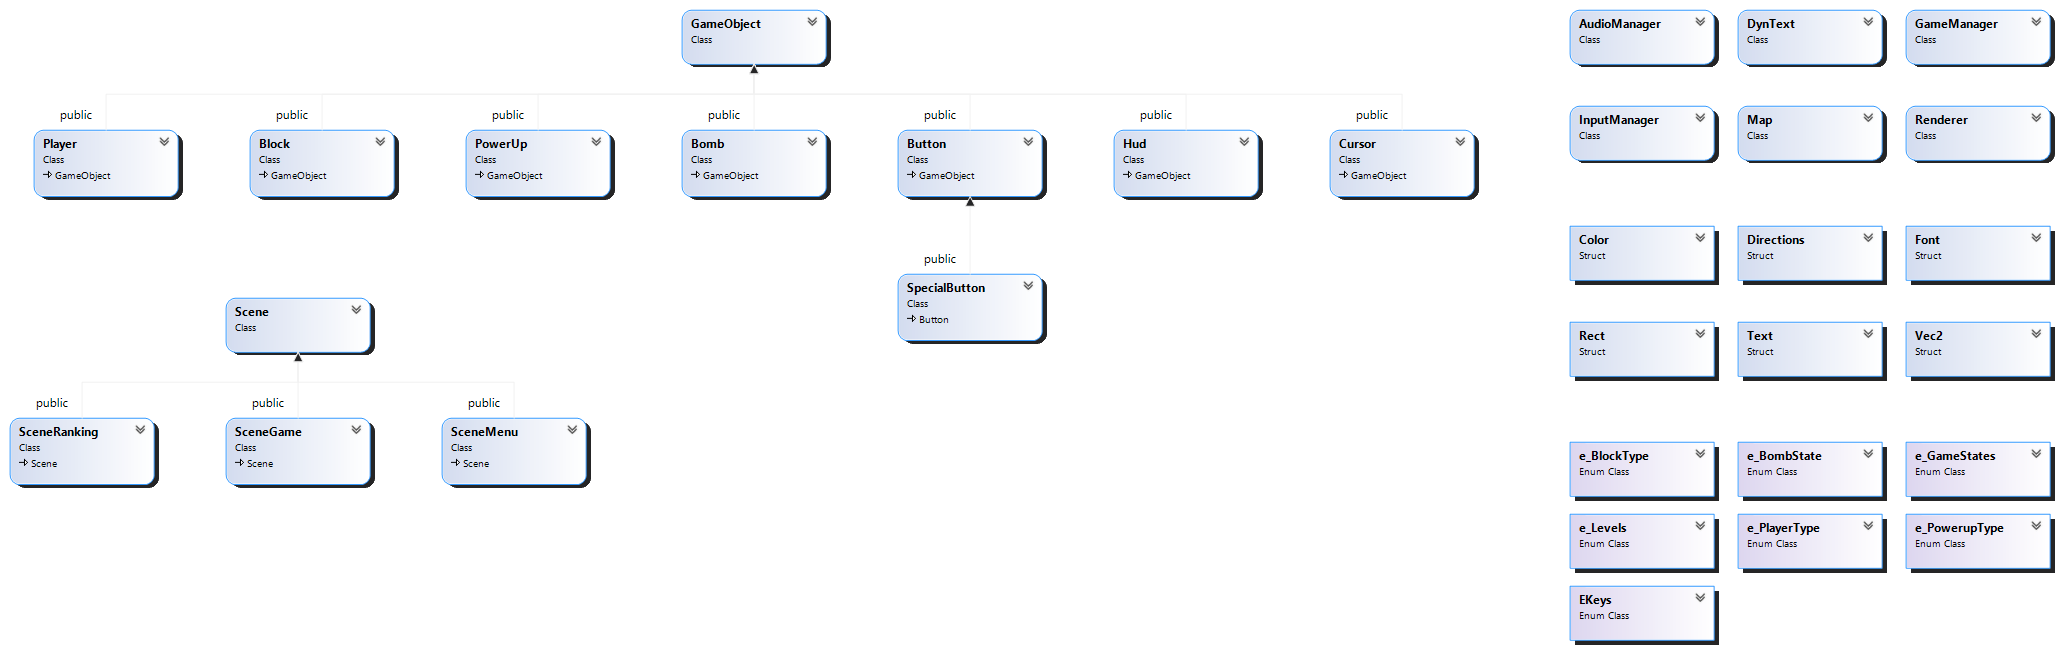 GameObject
Class
public
Player
Class
GameObject
public
Block
Class
GameObject
public
PowerUp
Class
GameObject
public
Bomb
Class
GameObject
public
Button
Class
GameObject
public
Hud
Class
GameObject
public
Cursor
Class
GameObject
public
SpecialButton
Class
Button
Scene
Class
public
SceneRanking
Class
Scene
public
SceneGame
Class
Scene
public
SceneMenu
Class
Scene
AudioManager
Class
DynText
Class
GameManager
Class
InputManager
Class
Map
Class
Renderer
Class
Color
Struct
Directions
Struct
Font
Struct
Rect
Struct
Text
Struct
Vec2
Struct
e_BlockType
Enum Class
e_BombState
Enum Class
e_GameStates
Enum Class
e_Levels
Enum Class
e_PlayerType
Enum Class
e_PowerupType
Enum Class
EKeys
Enum Class